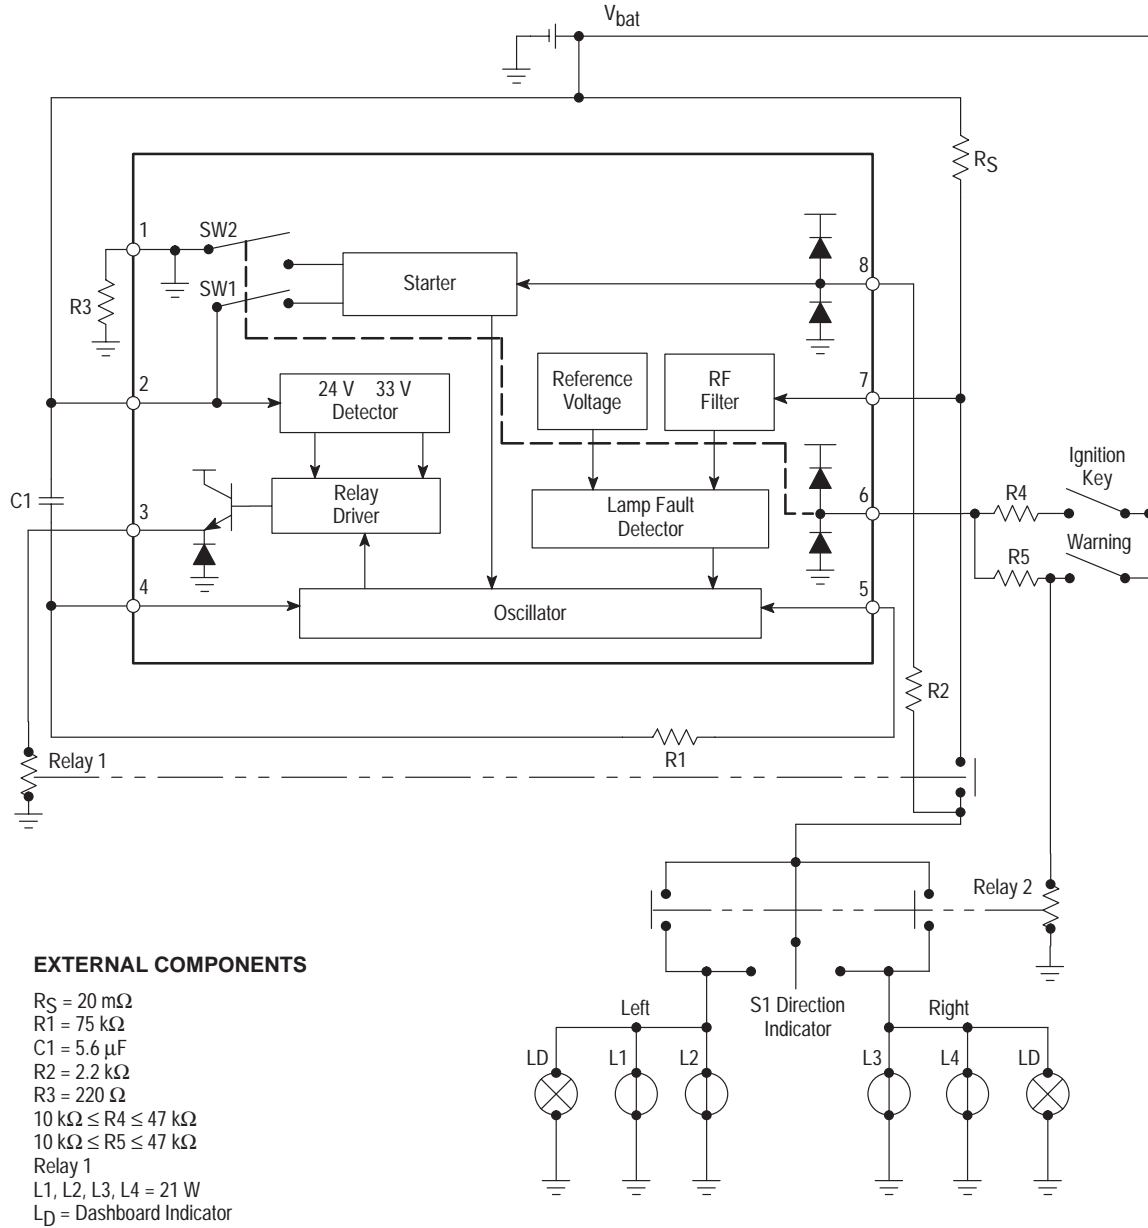 Vbat
RS
1
SW2
Starter
8
R3
SW1
2
24 V 33 V
Detector
Reference
Voltage
RF
Filter
7
C1
3
Relay
Driver
Lamp Fault
Detector
6
R4
Ignition
Key
R5
Warning
4
Oscillator
5
R2
R1
Relay 1
Relay 2
S1 Direction
Indicator
Left
Right
LD
L1
L2
L3
L4
LD
EXTERNAL COMPONENTS
RS = 20 mΩ
R1 = 75 kΩ
C1 = 5.6 µF
R2 = 2.2 kΩ
R3 = 220 Ω
10 kΩ ≤ R4 ≤ 47 kΩ
10 kΩ ≤ R5 ≤ 47 kΩ
Relay 1
L1, L2, L3, L4 = 21 W
LD = Dashboard Indicator